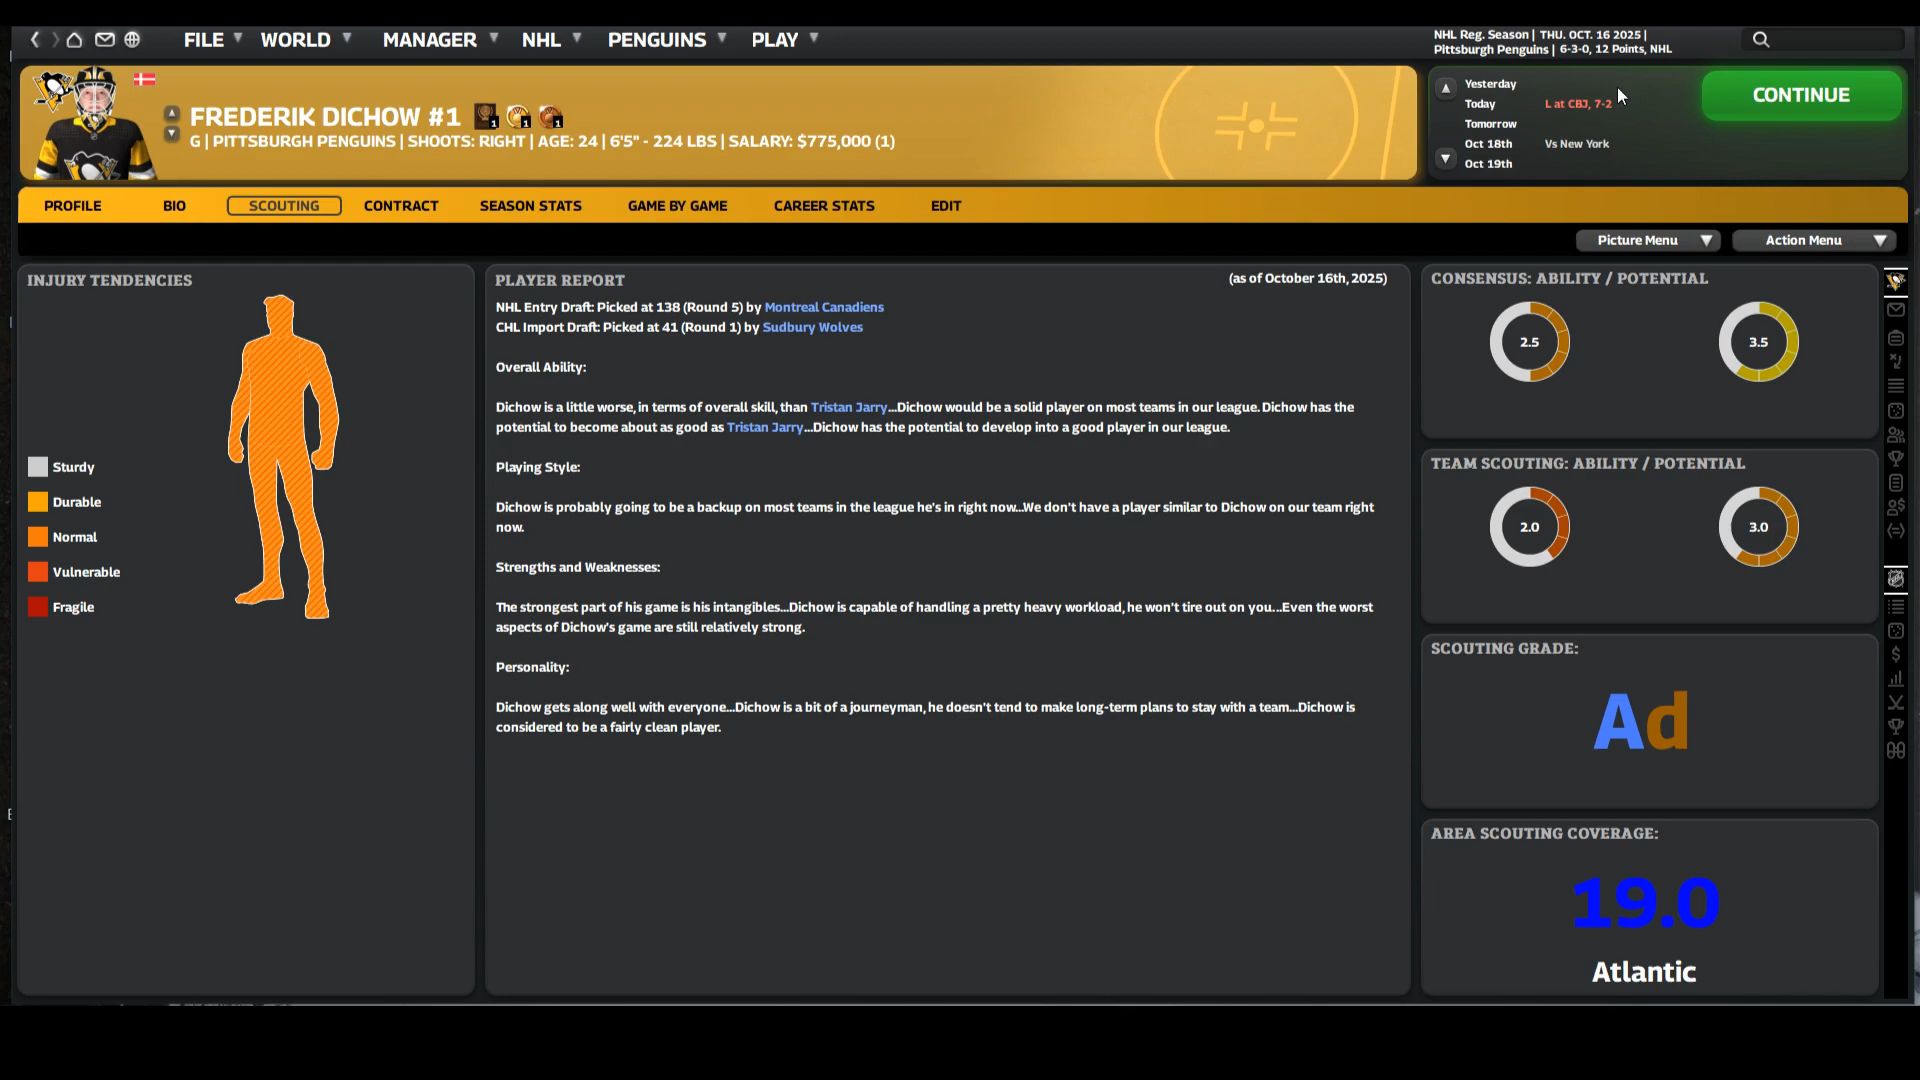 FILE WORLD MANAGER NHL PENGUINS PLAY
NHL Reg. Season | THU. OCT. 16 2025 |
Pittsburgh Penguins | 6-3-0, 12 Points, NHL
FREDERIK DICHOW #1
1 1 1
G | PITTSBURGH PENGUINS | SHOOTS: RIGHT | AGE: 24 | 6'5" - 224 LBS | SALARY: $775,000 (1)
Yesterday
Today L at CBJ, 7-2
Tomorrow
Oct 18th Vs New York
Oct 19th
CONTINUE
PROFILE BIO SCOUTING CONTRACT SEASON STATS GAME BY GAME CAREER STATS EDIT
Picture Menu Action Menu
INJURY TENDENCIES
Sturdy
Durable
Normal
Vulnerable
Fragile
PLAYER REPORT (as of October 16th, 2025)
NHL Entry Draft: Picked at 138 (Round 5) by Montreal Canadiens
CHL Import Draft: Picked at 41 (Round 1) by Sudbury Wolves
Overall Ability:
Dichow is a little worse, in terms of overall skill, than Tristan Jarry...Dichow would be a solid player on most teams in our league. Dichow has the
potential to become about as good as Tristan Jarry...Dichow has the potential to develop into a good player in our league.
Playing Style:
Dichow is probably going to be a backup on most teams in the league he's in right now...We don't have a player similar to Dichow on our team right
now.
Strengths and Weaknesses:
The strongest part of his game is his intangibles...Dichow is capable of handling a pretty heavy workload, he won't tire out on you...Even the worst
aspects of Dichow's game are still relatively strong.
Personality:
Dichow gets along well with everyone...Dichow is a bit of a journeyman, he doesn't tend to make long-term plans to stay with a team...Dichow is
considered to be a fairly clean player.
CONSENSUS: ABILITY / POTENTIAL
2.5 3.5
TEAM SCOUTING: ABILITY / POTENTIAL
2.0 3.0
SCOUTING GRADE:
Ad
AREA SCOUTING COVERAGE:
19.0
Atlantic